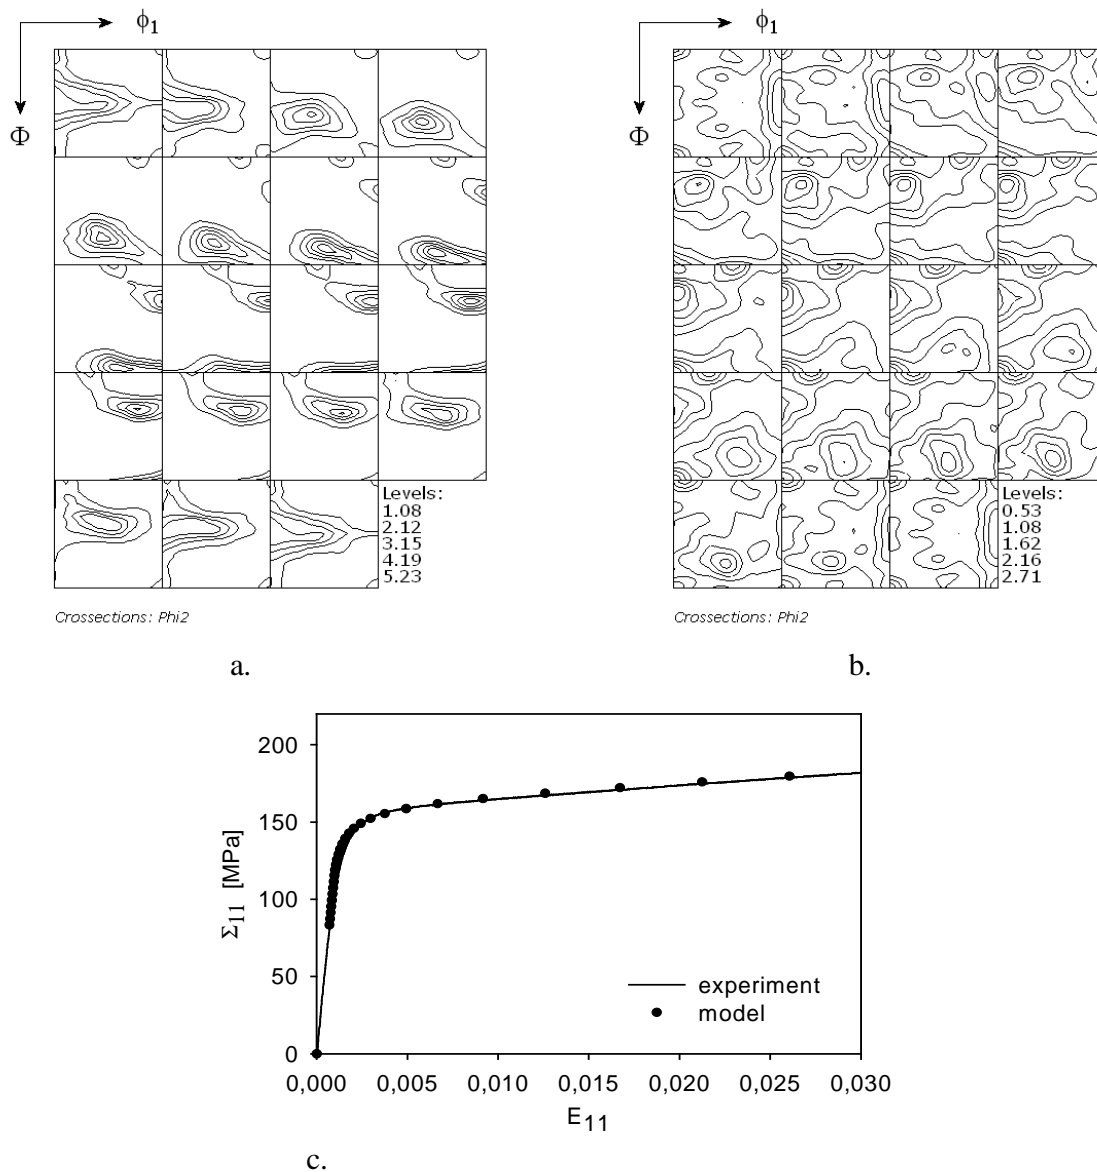 ϕ1
Φ
Levels:
1.08
2.12
3.15
4.19
5.23
Crossections: Phi2
a.
ϕ1
Φ
Levels:
0.53
1.08
1.62
2.16
2.71
Crossections: Phi2
b.
Σ11 [MPa]
200
150
100
50
0
experiment
model
0,000 0,005 0,010 0,015 0,020 0,025 0,030
E11
c.